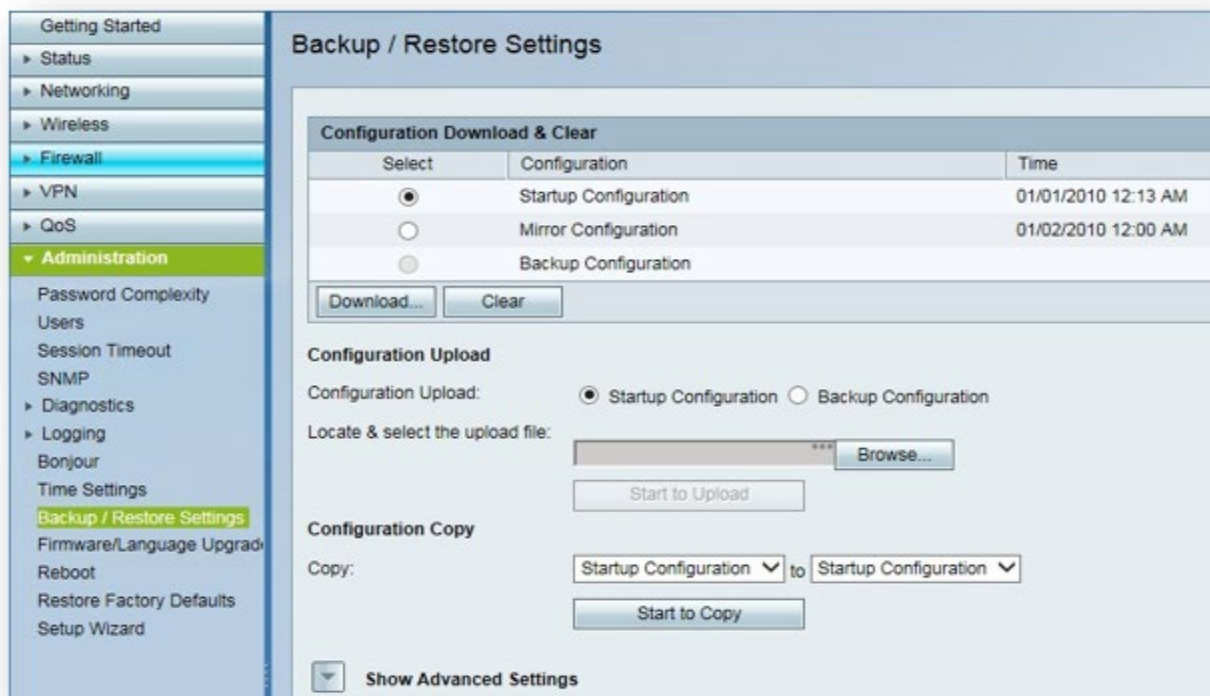 Getting Started
Status
Networking
Wireless
Firewall
VPN
QoS
Administration
Password Complexity
Users
Session Timeout
SNMP
Diagnostics
Logging
Bonjour
Time Settings
Backup / Restore Settings
Firmware/Language Upgrade
Reboot
Restore Factory Defaults
Setup Wizard
Backup / Restore Settings
Configuration Download & Clear
Select Configuration Time
Startup Configuration 01/01/2010 12:13 AM
Mirror Configuration 01/02/2010 12:00 AM
Backup Configuration
Download... Clear
Configuration Upload
Configuration Upload: Startup Configuration Backup Configuration
Locate & select the upload file: Browse...
Start to Upload
Configuration Copy
Copy: Startup Configuration to Startup Configuration
Start to Copy
Show Advanced Settings